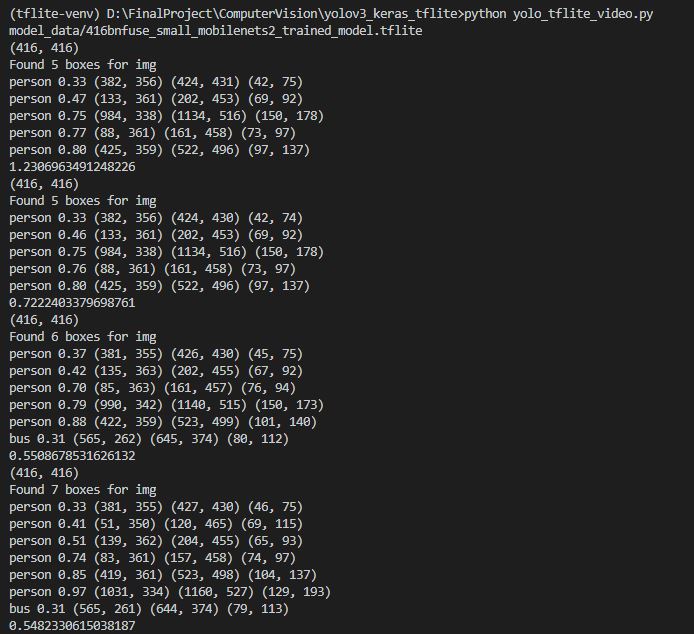 (tflite-venv) D:\FinalProject\ComputerVision\yolov3_keras_tflite>python yolo_tflite_video.py
model_data/416bnfuse_small_mobilenets2_trained_model.tflite
(416, 416)
Found 5 boxes for img
person 0.33 (382, 356) (424, 431) (42, 75)
person 0.47 (133, 361) (202, 453) (69, 92)
person 0.75 (984, 338) (1134, 516) (150, 178)
person 0.77 (88, 361) (161, 458) (73, 97)
person 0.80 (425, 359) (522, 496) (97, 137)
1.2306963491248226
(416, 416)
Found 5 boxes for img
person 0.33 (382, 356) (424, 430) (42, 74)
person 0.46 (133, 361) (202, 453) (69, 92)
person 0.75 (984, 338) (1134, 516) (150, 178)
person 0.76 (88, 361) (161, 458) (73, 97)
person 0.80 (425, 359) (522, 496) (97, 137)
0.7222403379698761
(416, 416)
Found 6 boxes for img
person 0.37 (381, 355) (426, 430) (45, 75)
person 0.42 (135, 363) (202, 455) (67, 92)
person 0.70 (85, 363) (161, 457) (76, 94)
person 0.79 (990, 342) (1140, 515) (150, 173)
person 0.88 (422, 359) (523, 499) (101, 140)
bus 0.31 (565, 262) (645, 374) (80, 112)
0.5508678531626132
(416, 416)
Found 7 boxes for img
person 0.33 (381, 355) (427, 430) (46, 75)
person 0.41 (51, 350) (120, 465) (69, 115)
person 0.51 (139, 362) (204, 455) (65, 93)
person 0.74 (83, 361) (157, 458) (74, 97)
person 0.85 (419, 361) (523, 498) (104, 137)
person 0.97 (1031, 334) (1160, 527) (129, 193)
bus 0.31 (565, 261) (644, 374) (79, 113)
0.5482330615038187